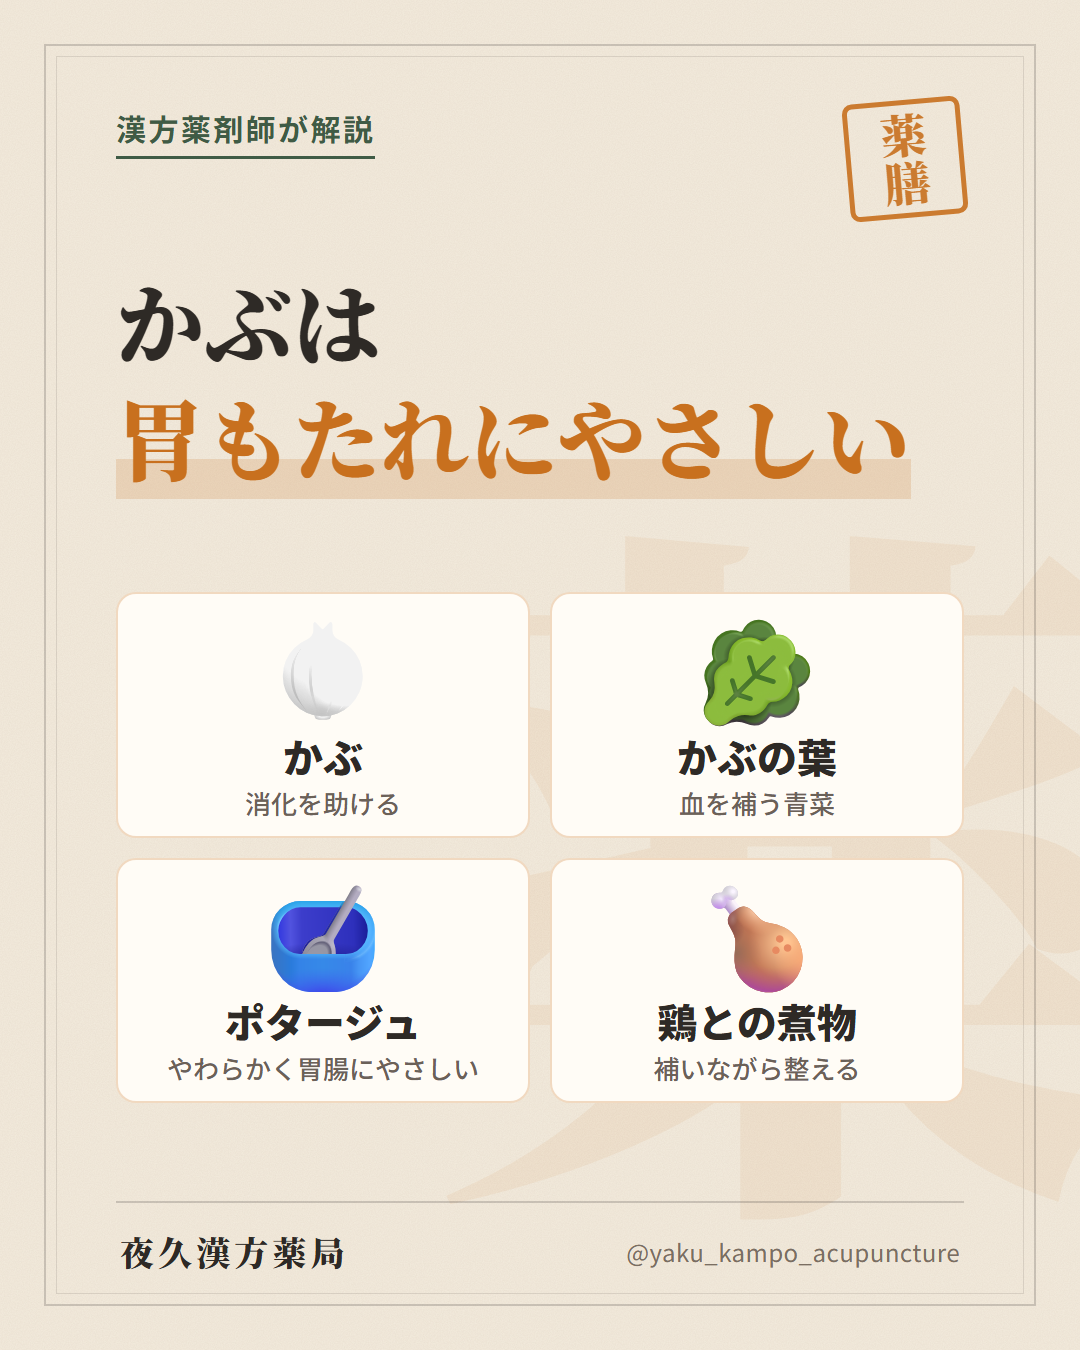 漢方薬剤師が解説
薬膳
かぶは
胃もたれにやさしい
かぶ
消化を助ける
かぶの葉
血を補う青菜
ポタージュ
やわらかく胃腸にやさしい
鶏との煮物
補いながら整える
夜久漢方薬局
@yaku_kampo_acupuncture